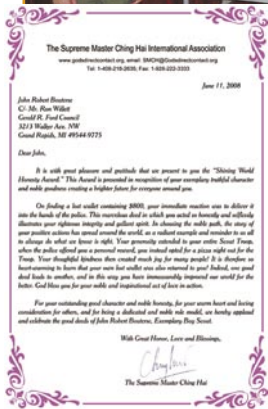 The Supreme Master Ching Hai International Association
www.godsdirectcontact.org, email: SMCH@Godsdirectcontact.org
Tel: 1-408-218-2638; Fax: 1-928-222-3303
June 11, 2008
John Robert Boutene
C/- Mr. Ron Willett
Gerald R. Ford Council
3213 Walker Ave. NW
Grand Rapids, MI 49544-9775
Dear John,
It is with great pleasure and gratitude that we present to you the "Shining World
Honesty Award." This Award is presented in recognition of your exemplary truthful character
and noble goodness creating a brighter future for everyone around you.
On finding a lost wallet containing $800, your immediate reaction was to deliver it
into the hands of the police. This marvelous deed in which you acted so honestly and selflessly
illustrates your righteous integrity and gallant spirit. In choosing the noble path, the story of
your positive actions has spread around the world, as a radiant example and reminder to us all
to always do what we know is right. Your generosity extended to your entire Scout Troop,
when the police offered you a personal reward, you instead opted for a pizza night out for the
Troop. Your thoughtful kindness then created much joy for many people! It is therefore so
heart-warming to learn that your own lost wallet was also returned to you! Indeed, one good
deed leads to another, and in this way you have immeasurably improved our world for the
better. God bless you for your noble and inspirational act of love in action.
For your outstanding good character and noble honesty, for your warm heart and loving
consideration for others, and for being a dedicated and noble role model, we hereby applaud
and celebrate the good deeds of John Robert Boutene, Exemplary Boy Scout.
With Great Honor, Love and Blessings,
The Supreme Master Ching Hai